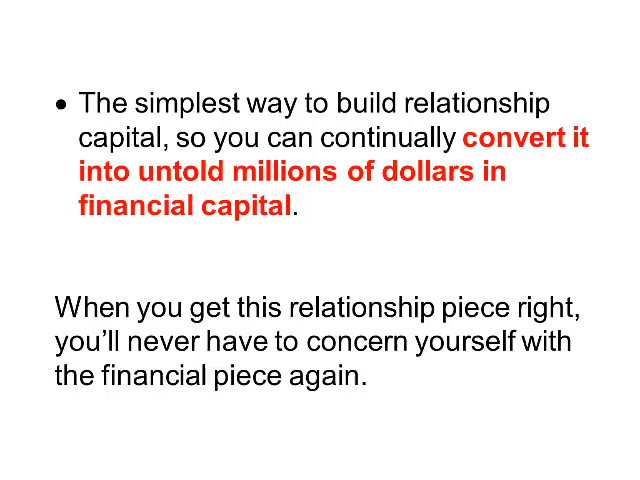 • The simplest way to build relationship
capital, so you can continually convert it
into untold millions of dollars in
financial capital.
When you get this relationship piece right,
you’ll never have to concern yourself with
the financial piece again.